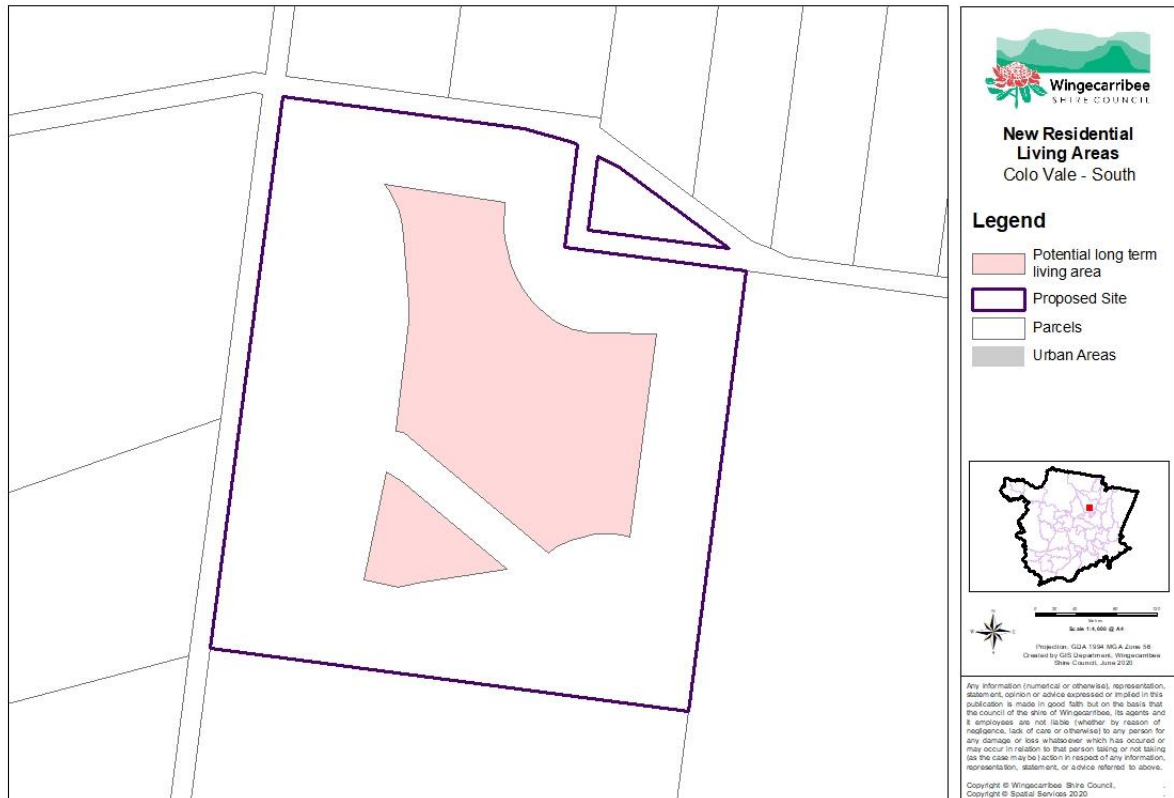 Wingecarribee
SHIRE COUNCIL
New Residential
Living Areas
Colo Vale - South
Legend
Potential long term
living area
Proposed Site
Parcels
Urban Areas
N
W
E
S
0
Metres
Scale 1:4,000 @ A4
Projection: GDA 1994 MGA Zone 56
Created by GIS Department, Wingecarribee
Shire Council, June 2020
Any information (numerical or otherwise), representation,
statement, opinion or advice expressed or implied in this
publication is made in good faith but on the basis that
the council of the shire of Wingecarribee, its agents and
it employees are not liable (whether by reason of
negligence, lack of care or otherwise) to any person for
any damage or loss whatsoever which has occured or
may occur in relation to that person taking or not taking
(as the case may be) action in respect of any information,
representation, statement, or advice referred to above.
Copyright © Wingecarribee Shire Council,
Copyright © Spatial Services 2020